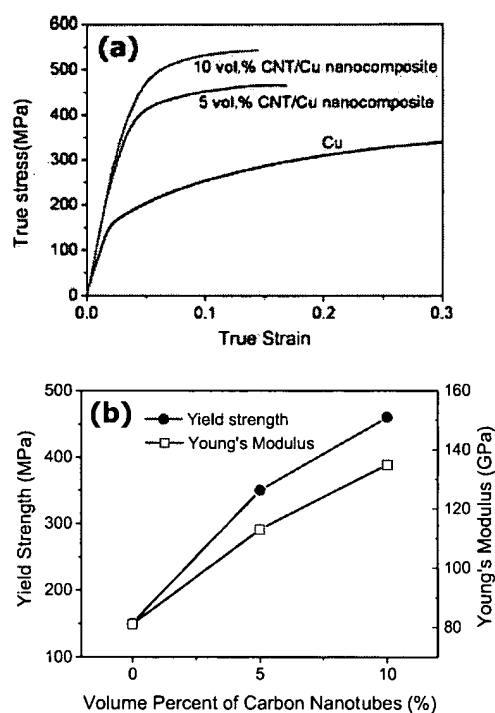 (a)
600
500
400
300
200
100
0
True stress(MPa)
10 vol.% CNT/Cu nanocomposite
5 vol.% CNT/Cu nanocomposite
Cu
0.0 0.1 0.2 0.3
True Strain
(b)
Yield strength
Young's Modulus
500
400
300
200
100
Yield Strength (MPa)
160
140
120
100
80
Young's Modulus (GPa)
0 5 10
Volume Percent of Carbon Nanotubes (%)